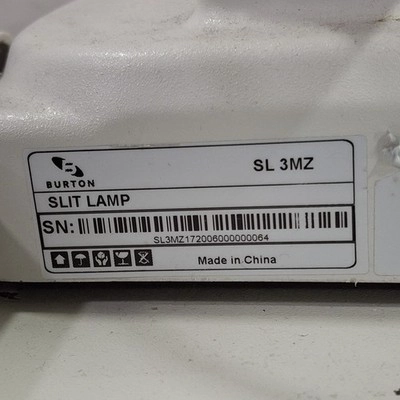 BURTON
SL 3MZ
SLIT LAMP
SN:
SL3MZ172006000000064
Made in China